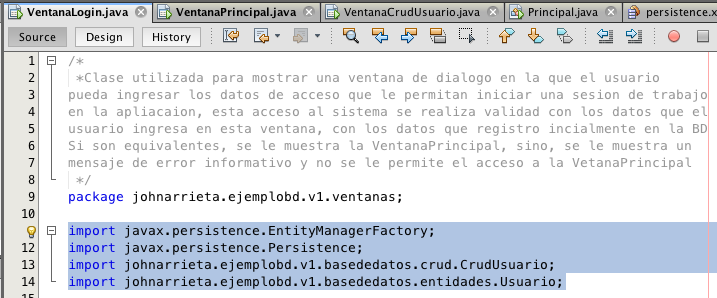 VentanaLogin.java VentanaPrincipal.java VentanaCrudUsuario.java Principal.java persistence.x
Source Design History
1 /*
2 *Clase utilizada para mostrar una ventana de dialogo en la que el usuario
3 pueda ingresar los datos de acceso que le permitan iniciar una sesion de trabajo
4 en la apliacaion, esta acceso al sistema se realiza validad con los datos que el
5 usuario ingresa en esta ventana, con los datos que registro incialmente en la BD
6 Si son equivalentes, se le muestra la VentanaPrincipal, sino, se le muestra un
7 mensaje de error informativo y no se le permite el acceso a la VetanaPrincipal
8 */
9 package johnarrieta.ejemplobd.v1.ventanas;
10
import javax.persistence.EntityManagerFactory;
12 import javax.persistence.Persistence;
13 import johnarrieta.ejemplobd.v1.basededatos.crud.CrudUsuario;
14 import johnarrieta.ejemplobd.v1.basededatos.entidades.Usuario;
15